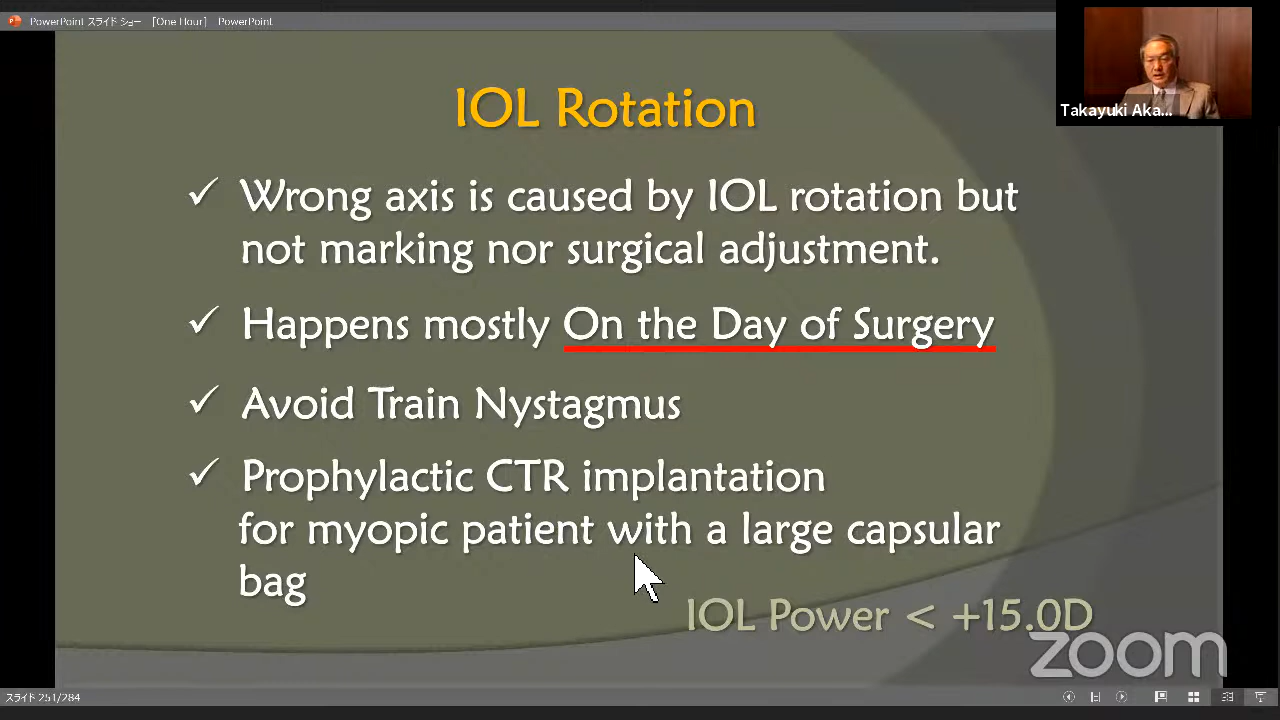 PowerPoint スライド ショー [One Hour] PowerPoint
Takayuki Aka...
IOL Rotation
✓ Wrong axis is caused by IOL rotation but
not marking nor surgical adjustment.
✓ Happens mostly On the Day of Surgery
✓ Avoid Train Nystagmus
✓ Prophylactic CTR implantation
for myopic patient with a large capsular
bag
IOL Power < +15.0D
zoom
スライド 251/284